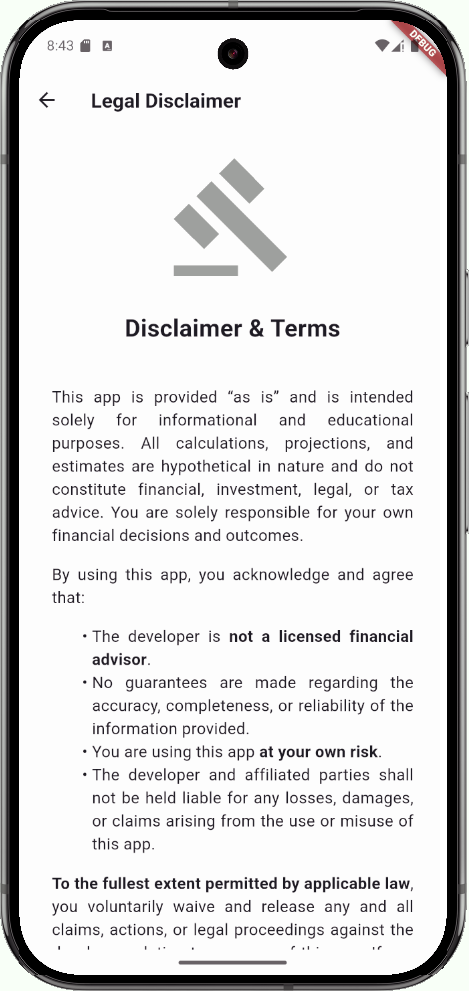 8:43
DEBUG
Legal Disclaimer
Disclaimer & Terms
This app is provided “as is” and is intended
solely for informational and educational
purposes. All calculations, projections, and
estimates are hypothetical in nature and do not
constitute financial, investment, legal, or tax
advice. You are solely responsible for your own
financial decisions and outcomes.
By using this app, you acknowledge and agree
that:
• The developer is not a licensed financial
advisor.
• No guarantees are made regarding the
accuracy, completeness, or reliability of the
information provided.
• You are using this app at your own risk.
• The developer and affiliated parties shall
not be held liable for any losses, damages,
or claims arising from the use or misuse of
this app.
To the fullest extent permitted by applicable law,
you voluntarily waive and release any and all
claims, actions, or legal proceedings against the